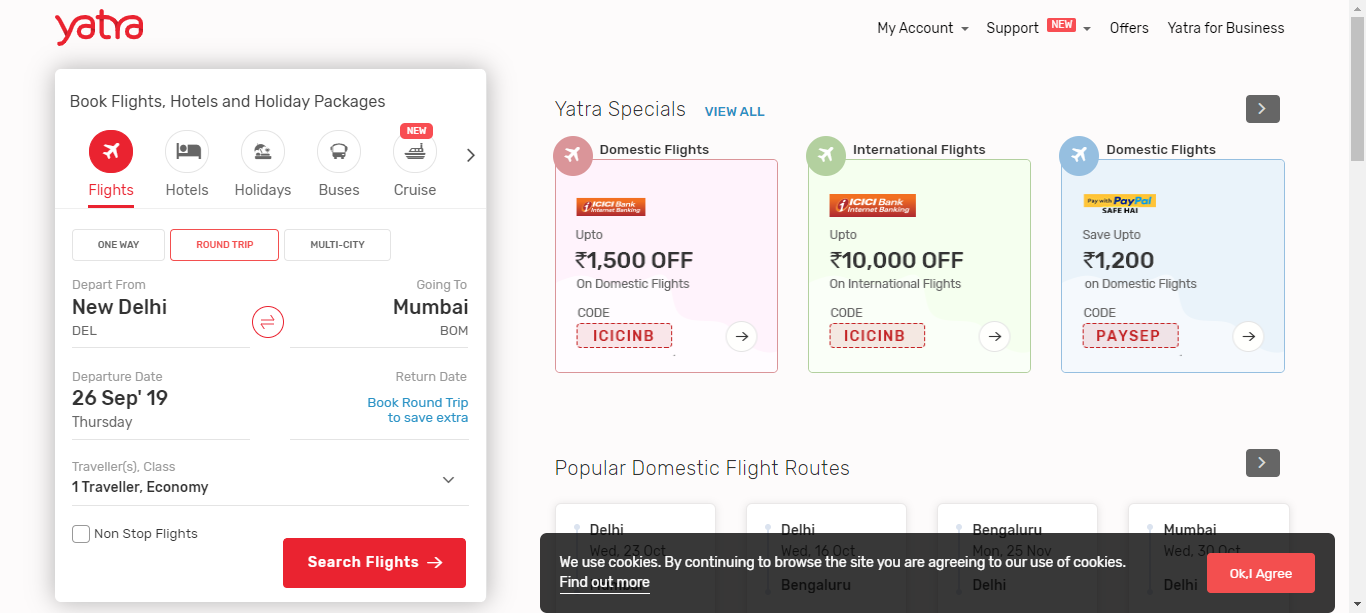 yatra
My Account
Support
NEW
Offers
Yatra for Business
Book Flights, Hotels and Holiday Packages
NEW
Flights
Hotels
Holidays
Buses
Cruise
ONE WAY
ROUND TRIP
MULTI-CITY
Depart From
Going To
New Delhi
Mumbai
DEL
BOM
Departure Date
Return Date
26 Sep' 19
Book Round Trip
to save extra
Thursday
Traveller(s), Class
1 Traveller, Economy
Non Stop Flights
Search Flights
Yatra Specials
VIEW ALL
Domestic Flights
ICICI Bank
Internet Banking
Upto
₹1,500 OFF
On Domestic Flights
CODE
ICICINB
International Flights
ICICI Bank
Internet Banking
Upto
₹10,000 OFF
On International Flights
CODE
ICICINB
Domestic Flights
Pay with PayPal
SAFE HAI
Save Upto
₹1,200
on Domestic Flights
CODE
PAYSEP
Popular Domestic Flight Routes
Delhi
Wed, 23 Oct
Mumbai
Delhi
Wed, 16 Oct
Bengaluru
Bengaluru
Mon, 25 Nov
Delhi
Mumbai
Wed, 30 Oct
Delhi
We use cookies. By continuing to browse the site you are agreeing to our use of cookies.
Find out more
Ok,I Agree